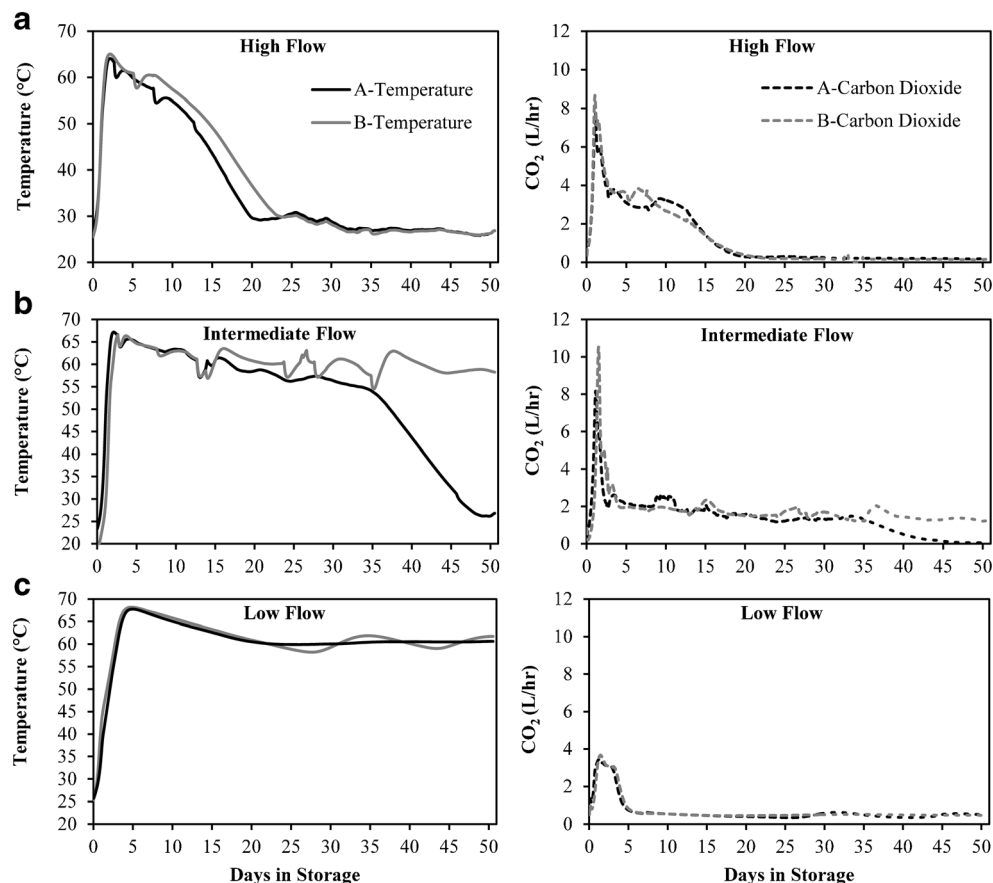 a
High Flow
Temperature (°C)
70
60
50
40
30
20
0 5 10 15 20 25 30 35 40 45 50
A-Temperature
B-Temperature
High Flow
CO2 (L/hr)
12
10
8
6
4
2
0
0 5 10 15 20 25 30 35 40 45 50
A-Carbon Dioxide
B-Carbon Dioxide
b
Intermediate Flow
Temperature (°C)
70
65
60
55
50
45
40
35
30
25
20
0 5 10 15 20 25 30 35 40 45 50
Intermediate Flow
CO2 (L/hr)
12
10
8
6
4
2
0
0 5 10 15 20 25 30 35 40 45 50
c
Low Flow
Temperature (°C)
70
65
60
55
50
45
40
35
30
25
20
0 5 10 15 20 25 30 35 40 45 50
Days in Storage
Low Flow
CO2 (L/hr)
12
10
8
6
4
2
0
0 5 10 15 20 25 30 35 40 45 50
Days in Storage